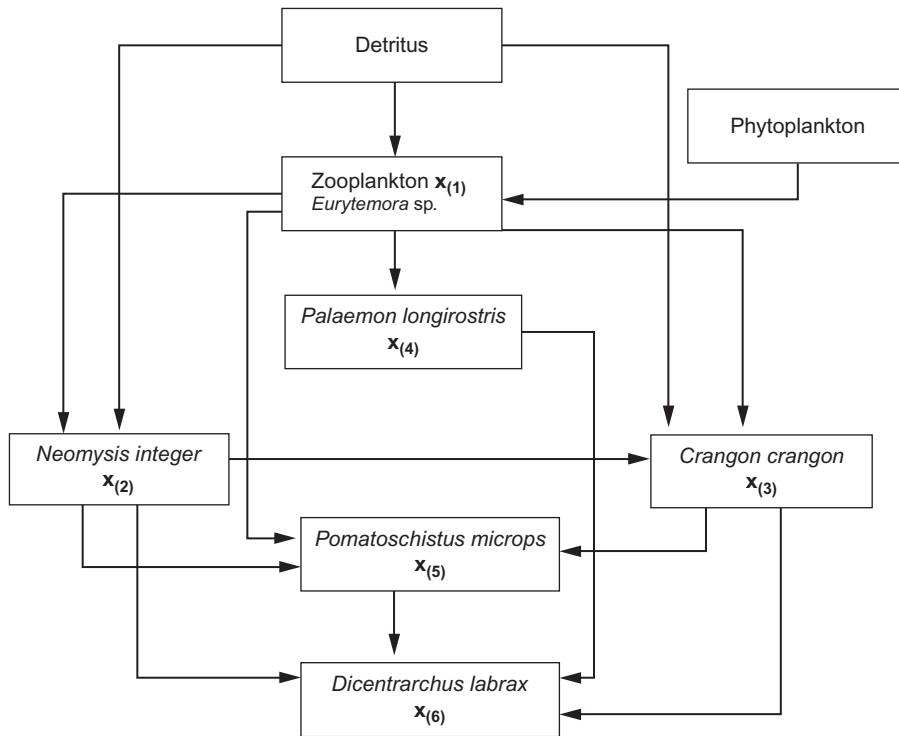 Detritus
Phytoplankton
Zooplankton x(1)
Eurytemora sp.
Palaemon longirostris
x(4)
Neomysis integer
x(2)
Crangon crangon
x(3)
Pomatoschistus microps
x(5)
Dicentrarchus labrax
x(6)